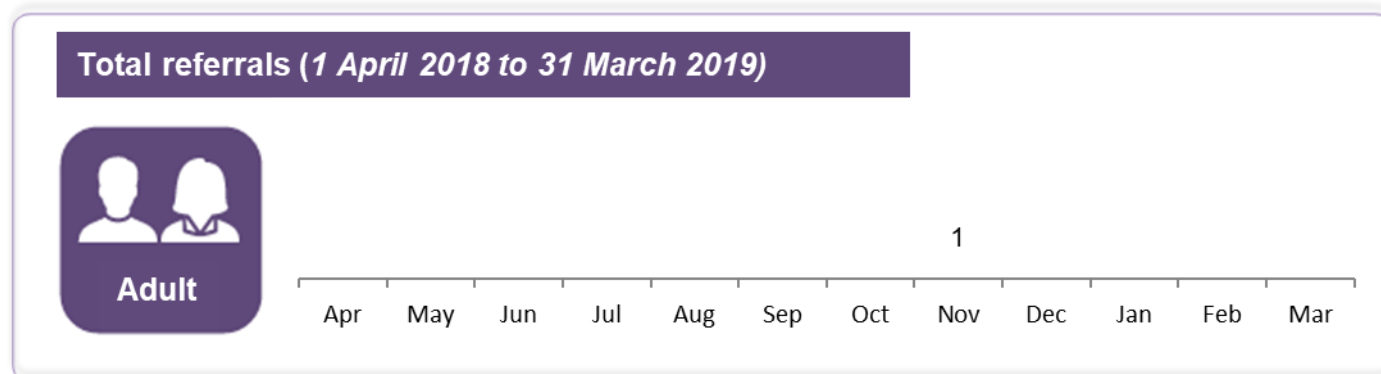 Total referrals (1 April 2018 to 31 March 2019)
1
Adult
Apr May Jun Jul Aug Sep Oct Nov Dec Jan Feb Mar